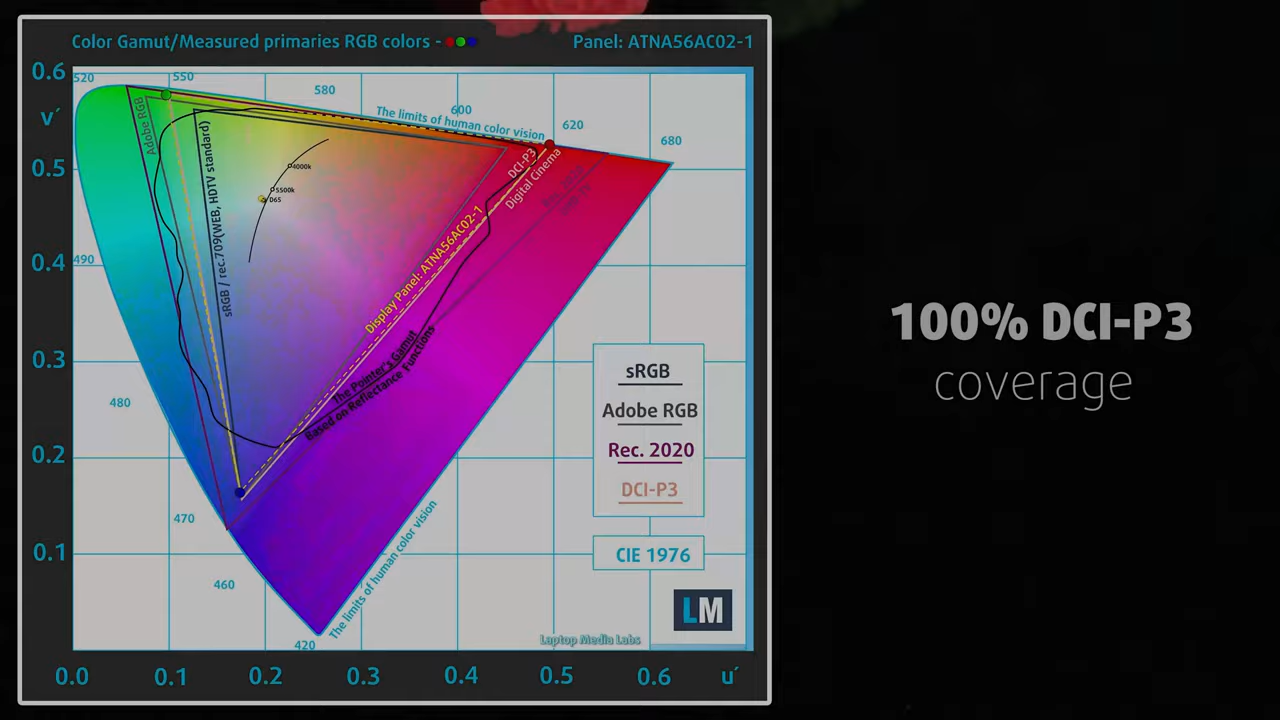 Color Gamut/Measured primaries RGB colors -
Panel: ATNA56AC02-1
0.6
520
550
580
The limits of human color vision
600
620
680
v´
Adobe RGB
sRGB / rec.709(WEB, HDTV standard)
4000k
5500k
D65
DCI-P3
Digital Cinema
Rec. 2020
UHD-TV
0.5
0.4
490
Display Panel: ATNA56AC02-1
100% DCI-P3
coverage
0.3
The Pointer's Gamut
Based on Reflectance Functions
480
sRGB
Adobe RGB
Rec. 2020
DCI-P3
0.2
470
0.1
CIE 1976
460
The limits of human color vision
LM
420
Laptop Media Labs
0.0
0.1
0.2
0.3
0.4
0.5
0.6
u´